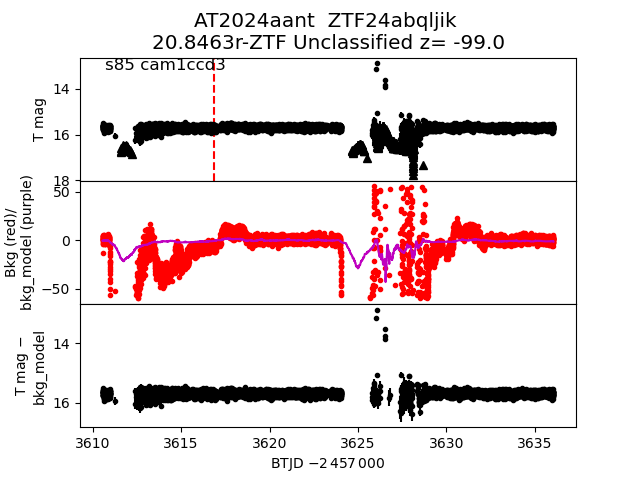 AT2024aant  ZTF24abqljik
20.8463r-ZTF Unclassified z= -99.0
s85 cam1ccd3
T mag
14
16
18
Bkg (red)/
bkg_model (purple)
50
0
−50
T mag −
bkg_model
14
16
3610
3615
3620
3625
3630
3635
BTJD −2 457 000